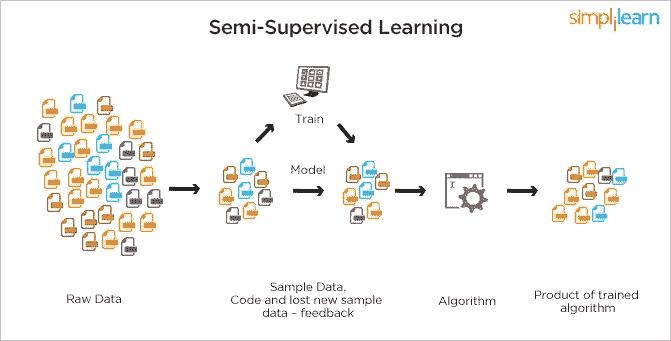 Semi-Supervised Learning
simplilearn
Train
Model
Raw Data
Sample Data,
Code and lost new sample
data – feedback
Algorithm
Product of trained
algorithm